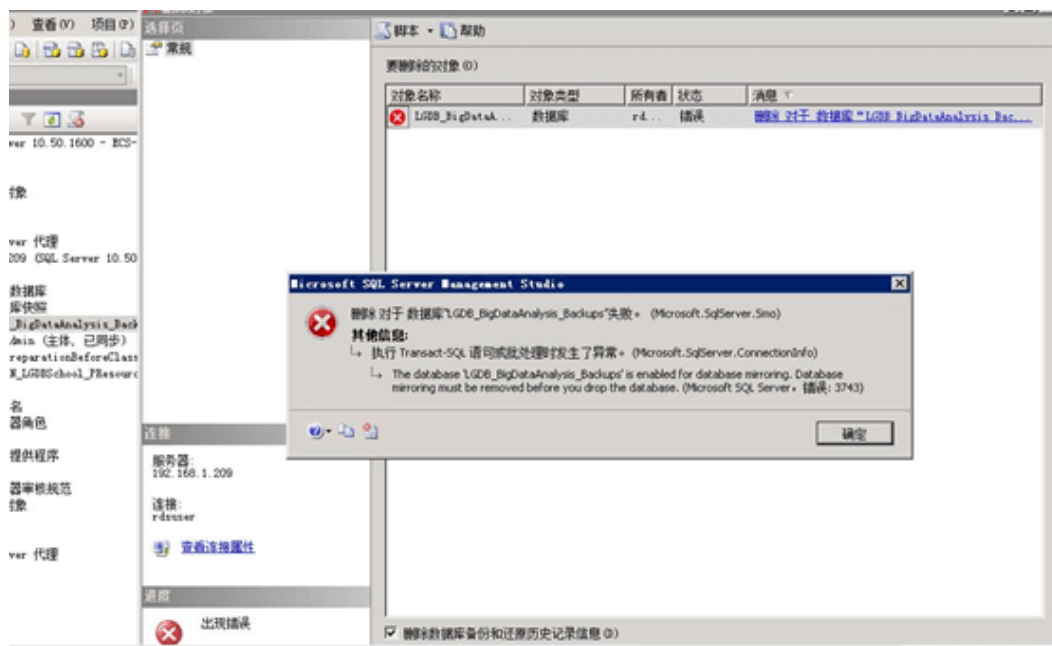 查看(V) 项目(P)
选择页
常规
脚本 帮助
要删除的对象(O)
对象名称 对象类型 所有者 状态 消息
LGDB_BigDataA... 数据库 rd... 错误 删除 对于 数据库“LGDB_BigDataAnalysis_Bac...
ver 10.50.1600 - ECS-
对象
ver 代理
209 (SQL Server 10.50
数据库
库快照
_BigDataAnalysis_Back
dmin (主体, 已同步)
reparationBeforeClass
名
器角色
提供程序
器审核规范
对象
ver 代理
Microsoft SQL Server Management Studio
删除 对于 数据库“LGDB_BigDataAnalysis_Backups”失败。 (Microsoft.SqlServer.Smo)
其他信息:
执行 Transact-SQL 语句或批处理时发生了异常。 (Microsoft.SqlServer.ConnectionInfo)
The database 'LGDB_BigDataAnalysis_Backups' is enabled for database mirroring. Database
mirroring must be removed before you drop the database. (Microsoft SQL Server, 错误: 3743)
确定
连接
服务器:
192.168.1.209
连接:
rdsuser
查看连接属性
进度
出现错误
删除数据库备份和还原历史记录信息(D)